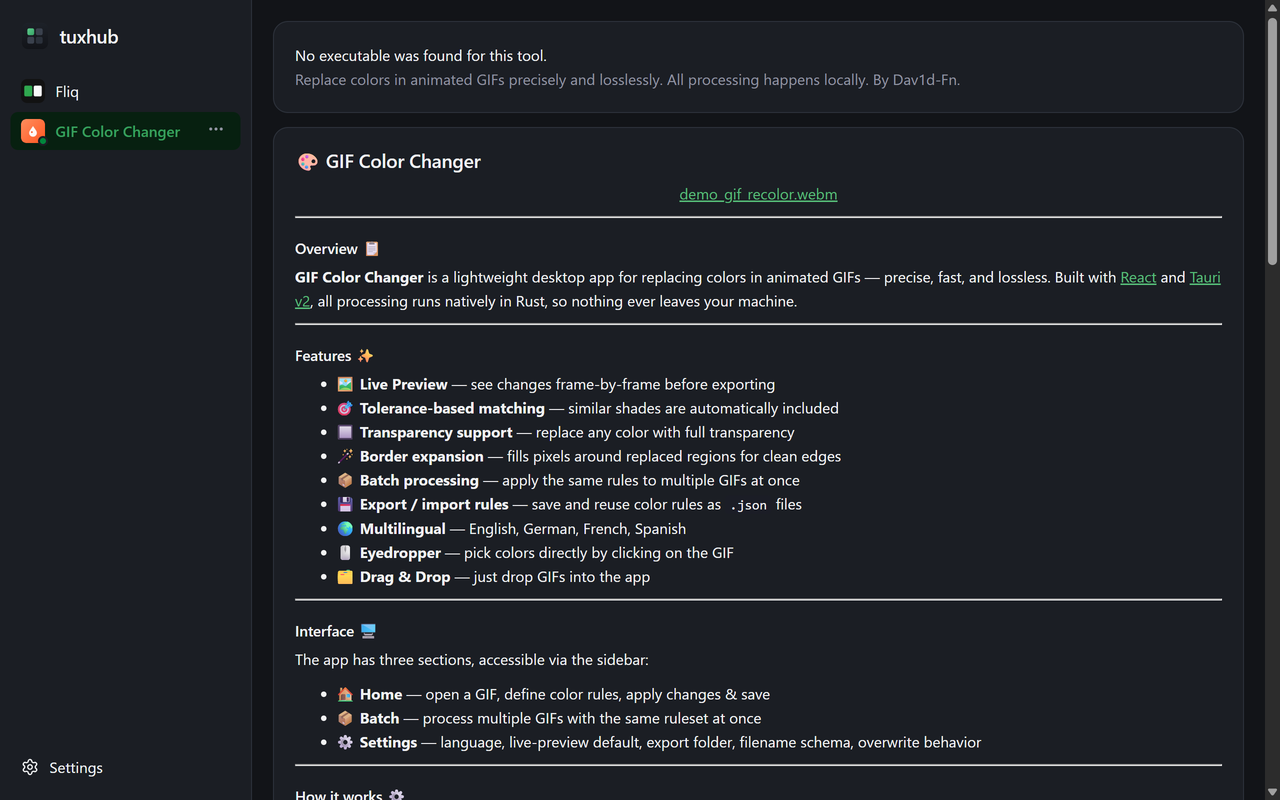 tuxhub
Fliq
GIF Color Changer
Settings
No executable was found for this tool.
Replace colors in animated GIFs precisely and losslessly. All processing happens locally. By Dav1d-Fn.
🎨 GIF Color Changer
demo_gif_recolor.webm
Overview 📋
GIF Color Changer is a lightweight desktop app for replacing colors in animated GIFs — precise, fast, and lossless. Built with React and Tauri
v2, all processing runs natively in Rust, so nothing ever leaves your machine.
Features ✨
• 🖼️ Live Preview — see changes frame-by-frame before exporting
• 🎯 Tolerance-based matching — similar shades are automatically included
• 🔲 Transparency support — replace any color with full transparency
• 🪄 Border expansion — fills pixels around replaced regions for clean edges
• 📦 Batch processing — apply the same rules to multiple GIFs at once
• 💾 Export / import rules — save and reuse color rules as .json files
• 🌍 Multilingual — English, German, French, Spanish
• 🖱️ Eyedropper — pick colors directly by clicking on the GIF
• 🗂️ Drag & Drop — just drop GIFs into the app
Interface 🖥️
The app has three sections, accessible via the sidebar:
• 🏠 Home — open a GIF, define color rules, apply changes & save
• 📦 Batch — process multiple GIFs with the same ruleset at once
• ⚙️ Settings — language, live-preview default, export folder, filename schema, overwrite behavior
How it works ⚙️